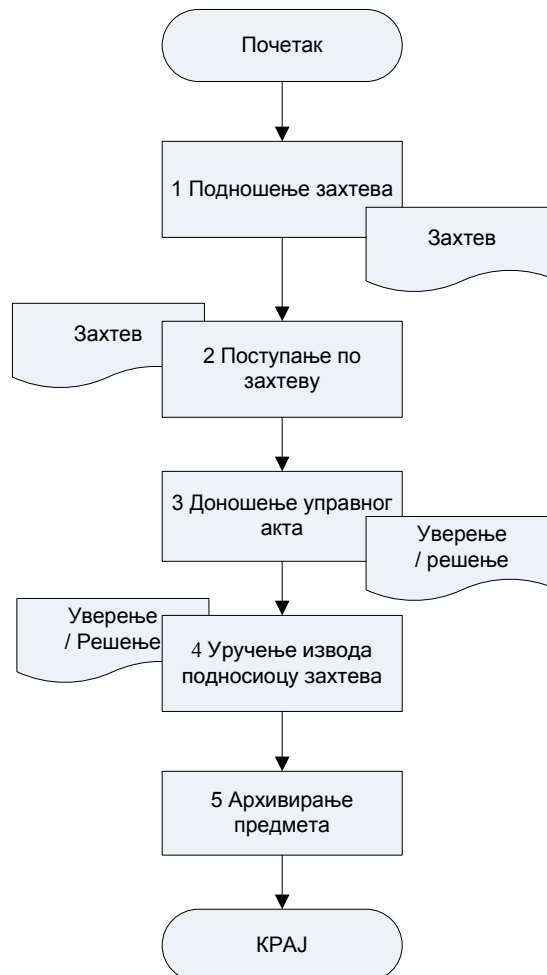 Почетак
1 Подношење захтева
Захтев
Захтев
2 Поступање по
захтеву
3 Доношење управног
акта
Уверење
/ решење
Уверење
/ Решење
4 Уручење извода
подносиоцу захтева
5 Архивирање
предмета
КРАЈ